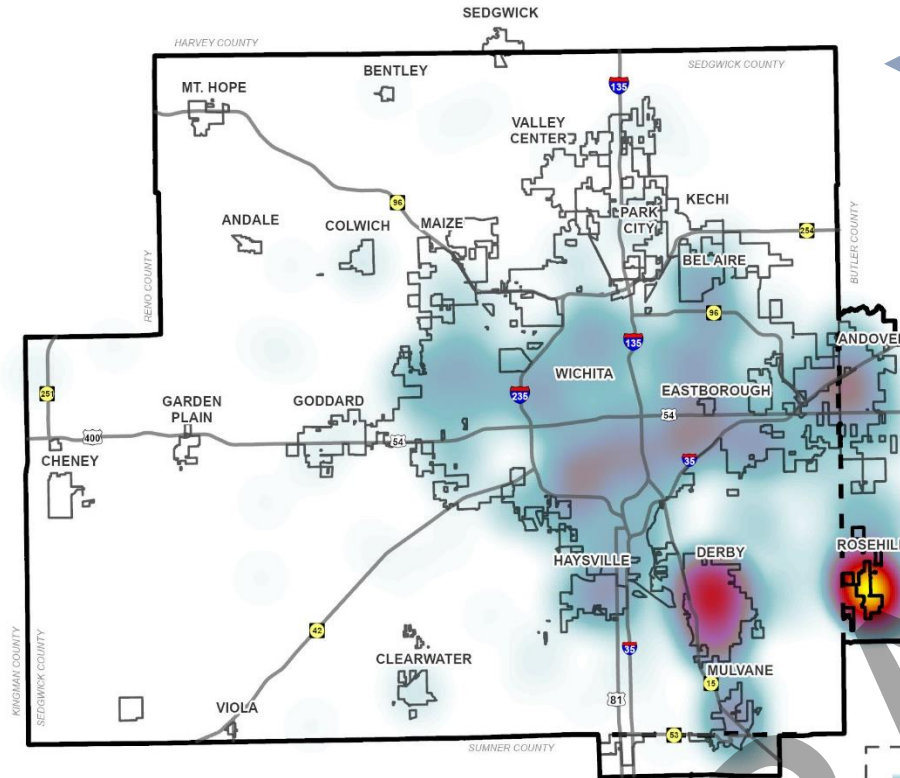 SEDGWICK
HARVEY COUNTY
SEDGWICK COUNTY
BENTLEY
MT. HOPE
135
VALLEY
CENTER
96
KECHI
PARK
CITY
ANDALE
COLWICH
MAIZE
254
BEL AIRE
BUTLER COUNTY
RENO COUNTY
96
135
ANDOVER
WICHITA
EASTBOROUGH
251
235
GARDEN
PLAIN
GODDARD
54
400
54
CHENEY
35
ROSEHILL
HAYSVILLE
DERBY
42
35
KINGMAN COUNTY
SEDGWICK COUNTY
CLEARWATER
MULVANE
15
81
VIOLA
53
SUMNER COUNTY